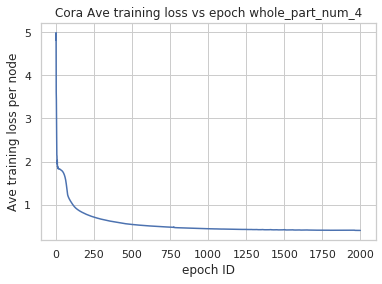 Cora Ave training loss vs epoch whole_part_num_4
Ave training loss per node
5
4
3
2
1
0 250 500 750 1000 1250 1500 1750 2000
epoch ID